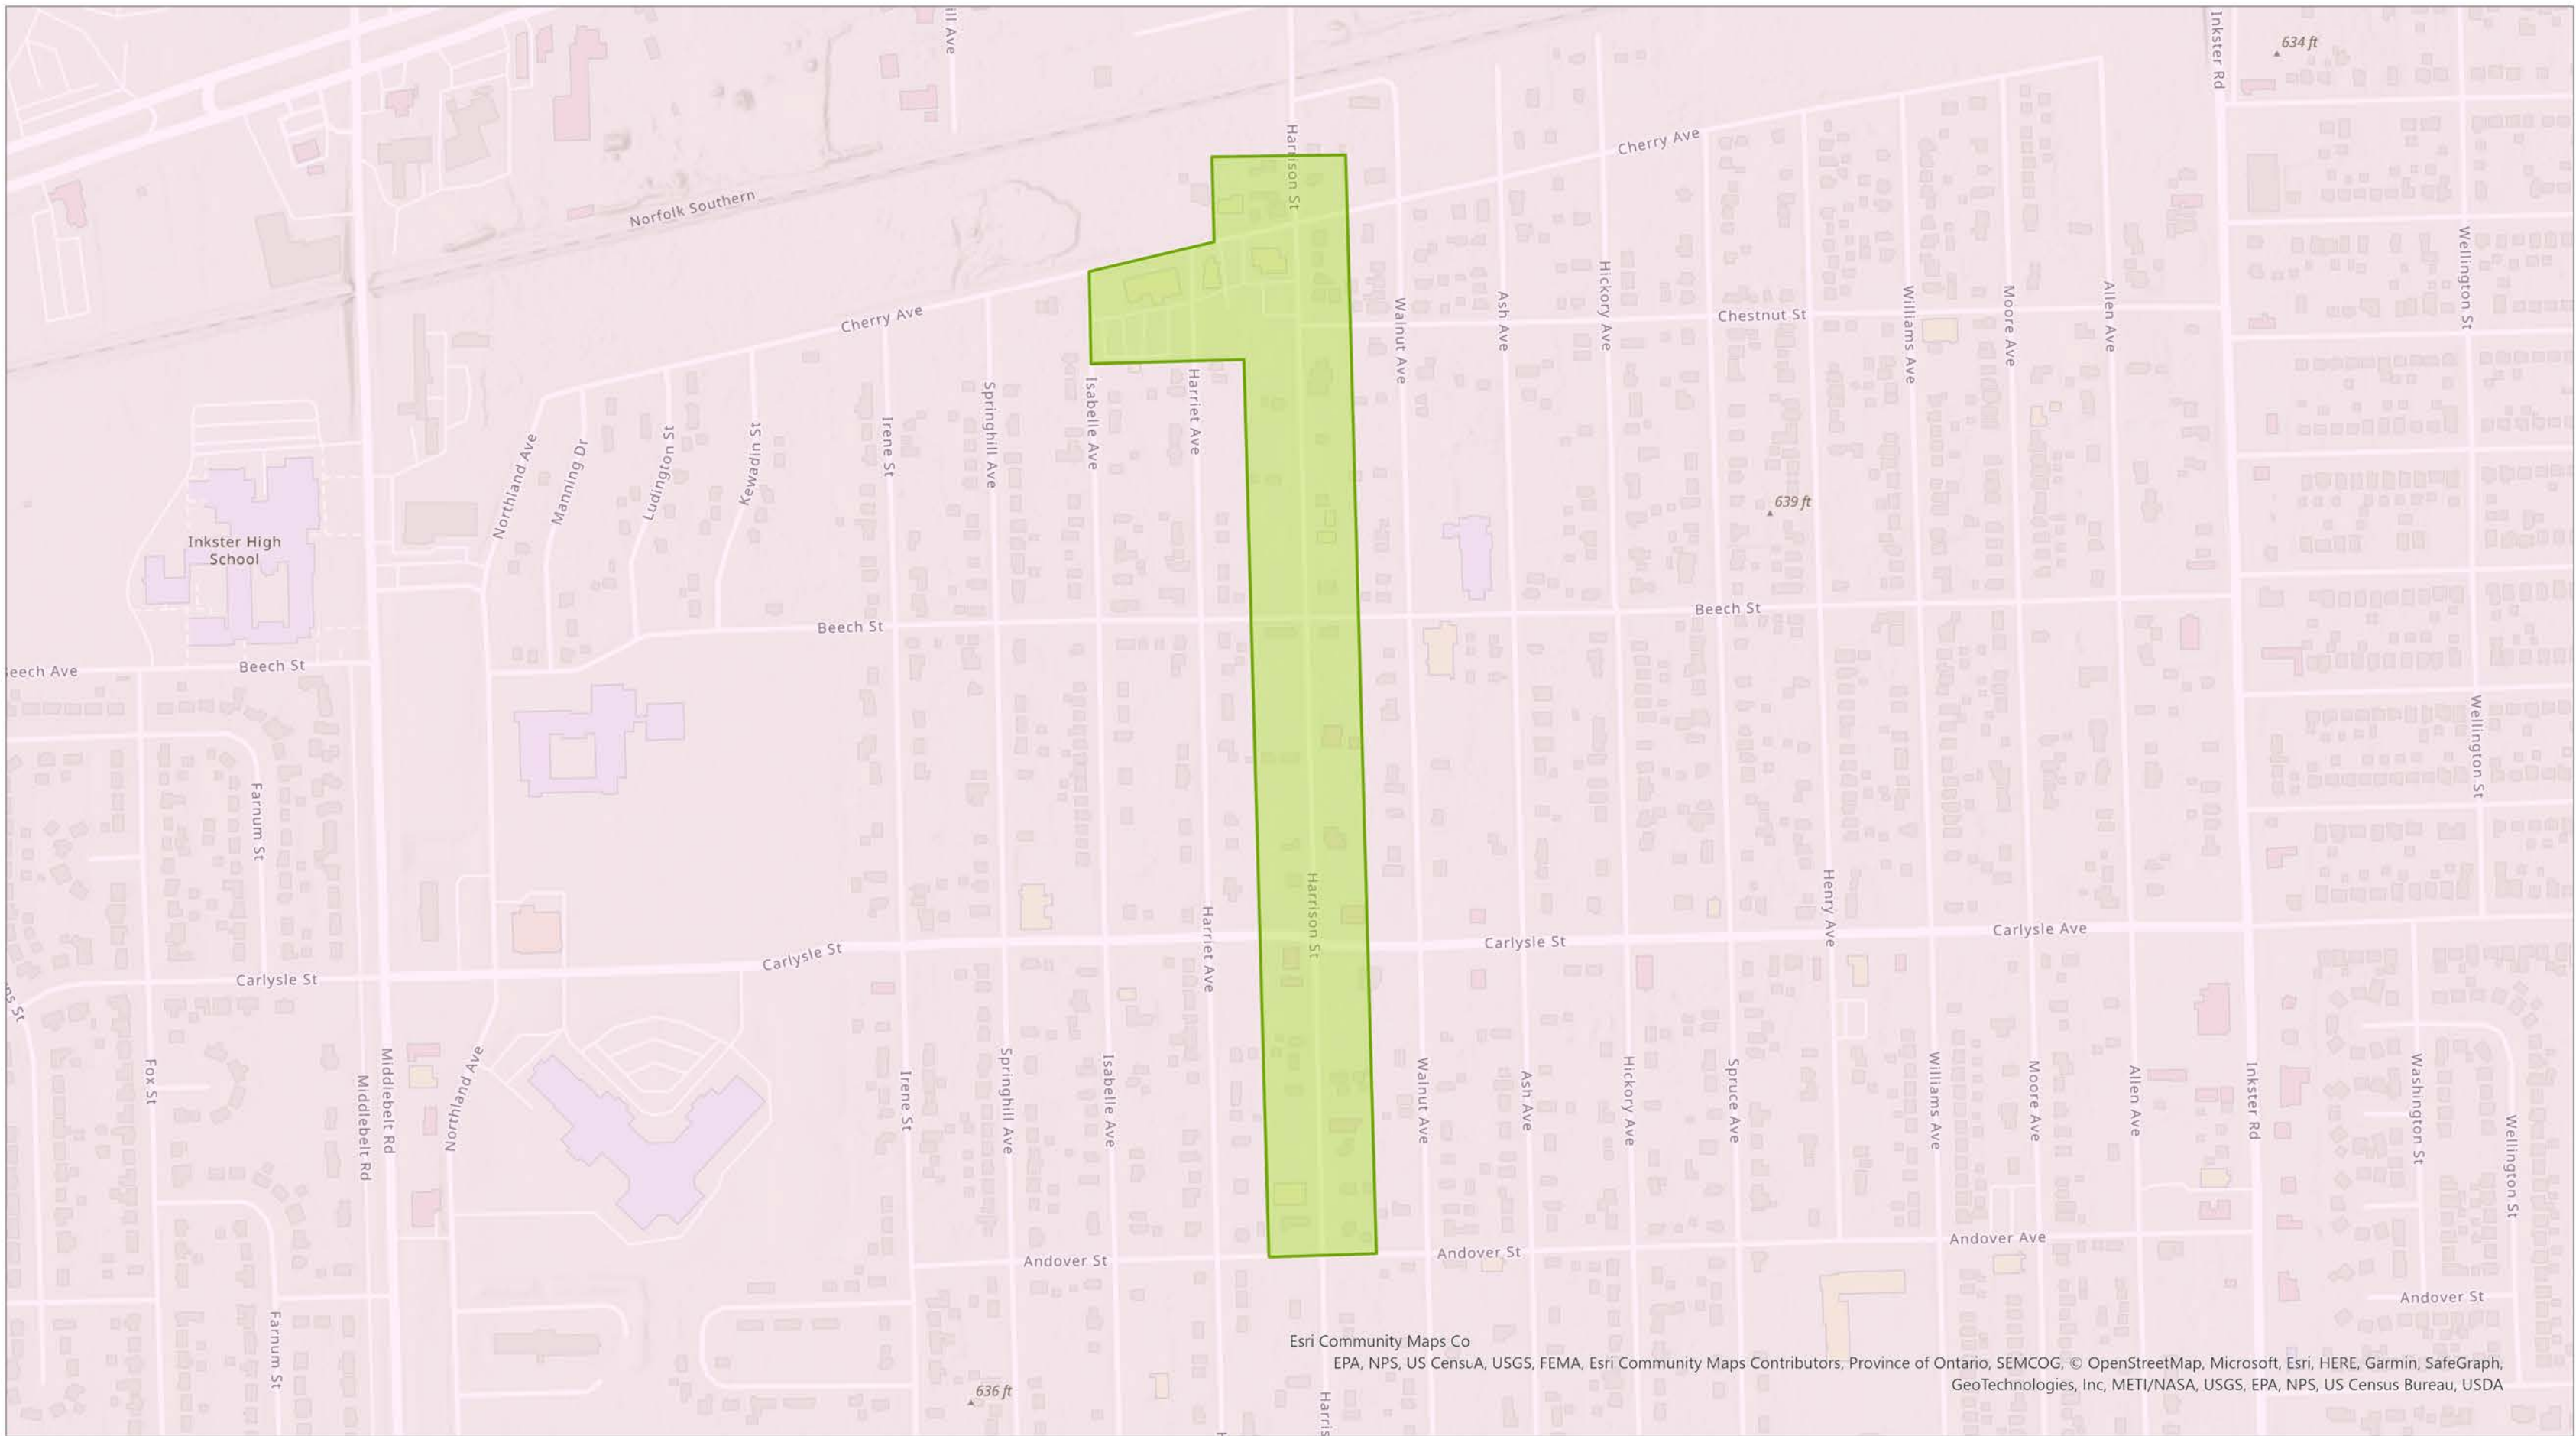 ill Ave
Inkster Rd
634 ft
Harrison St
Cherry Ave
Norfolk Southern
Wellington St
Cherry Ave
Chestnut St
Walnut Ave
Ash Ave
Hickory Ave
Williams Ave
Moore Ave
Allen Ave
Northland Ave
Manning Dr
Ludington St
Kewadin St
Irene St
Springhill Ave
Isabelle Ave
Harriet Ave
639 ft
Inkster High
School
Beech St
Beech St
eech Ave
Beech St
Wellington St
Farnum St
Harrison St
Henry Ave
Harriet Ave
Carlysle St
Carlysle St
Carlysle Ave
Carlysle St
ns St
Fox St
Middlebelt Rd
Middlebelt Rd
Northland Ave
Irene St
Springhill Ave
Isabelle Ave
Walnut Ave
Ash Ave
Hickory Ave
Spruce Ave
Williams Ave
Moore Ave
Allen Ave
Inkster Rd
Washington St
Wellington St
Andover St
Andover St
Andover Ave
Andover St
Farnum St
636 ft
Harris
H
Esri Community Maps Co
EPA, NPS, US CensuA, USGS, FEMA, Esri Community Maps Contributors, Province of Ontario, SEMCOG, © OpenStreetMap, Microsoft, Esri, HERE, Garmin, SafeGraph,
GeoTechnologies, Inc, METI/NASA, USGS, EPA, NPS, US Census Bureau, USDA